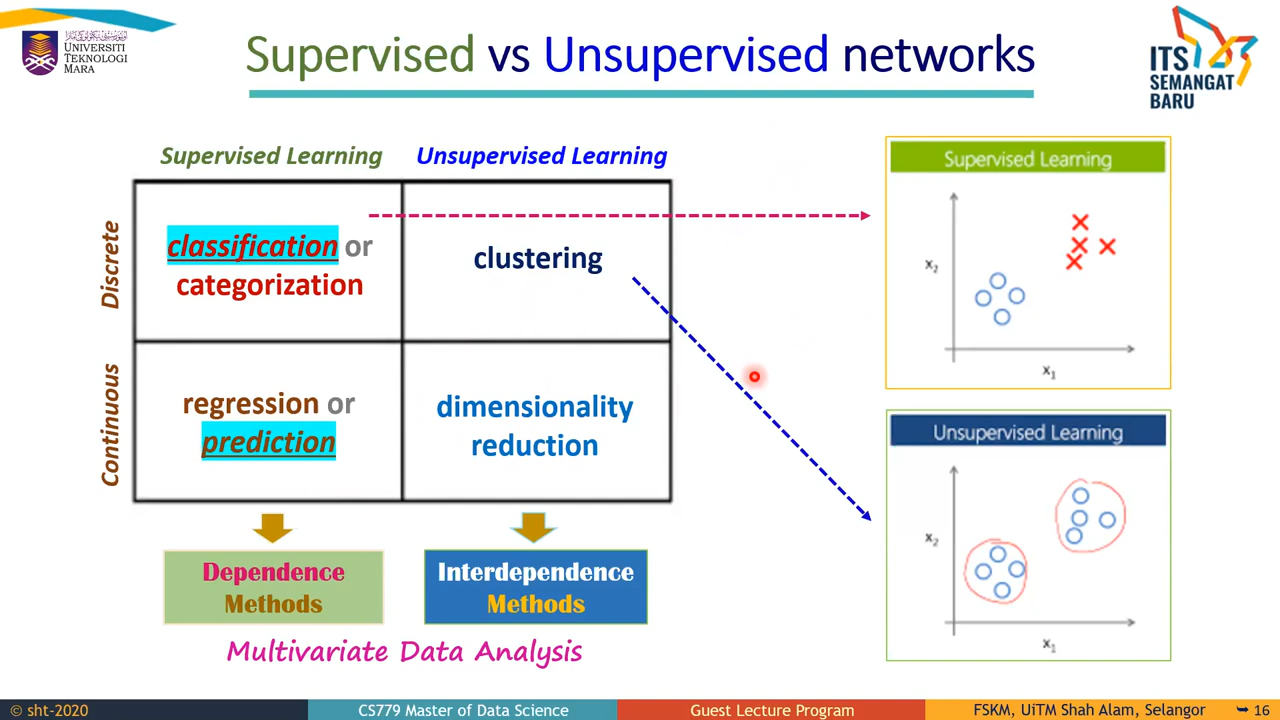 UNIVERSITI
TEKNOLOGI
MARA
Supervised vs Unsupervised networks
ITS
SEMANGAT
BARU
Supervised Learning
Unsupervised Learning
Discrete
classification or
categorization
clustering
Continuous
regression or
prediction
dimensionality
reduction
Dependence
Methods
Interdependence
Methods
Multivariate Data Analysis
Supervised Learning
x₂
x₁
Unsupervised Learning
x₂
x₁
© sht-2020
CS779 Master of Data Science
Guest Lecture Program
FSKM, UiTM Shah Alam, Selangor
➥ 16